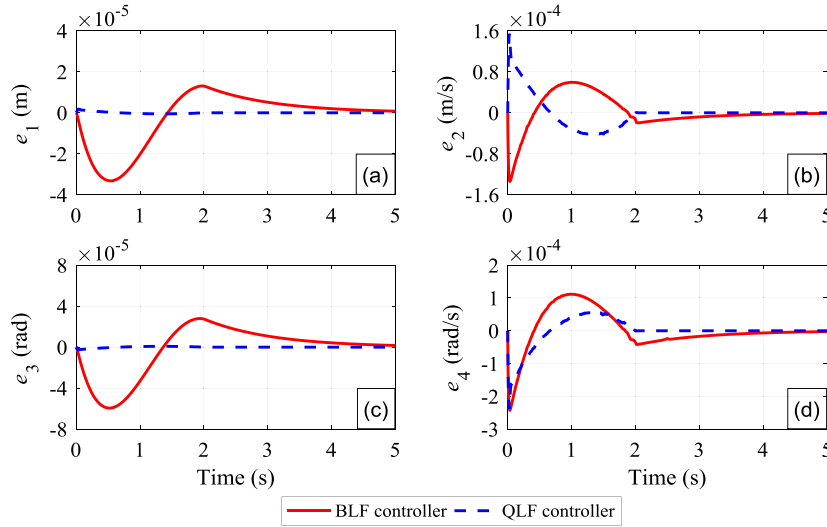 ×10⁻⁵
4
2
0
-2
-4
e₁ (m)
0 1 2 3 4 5
(a)
×10⁻⁴
1.6
0.8
0
-0.8
-1.6
e₂ (m/s)
0 1 2 3 4 5
(b)
×10⁻⁵
8
4
0
-4
-8
e₃ (rad)
0 1 2 3 4 5
Time (s)
(c)
×10⁻⁴
2
1
0
-1
-2
-3
e₄ (rad/s)
0 1 2 3 4 5
Time (s)
(d)
BLF controller QLF controller